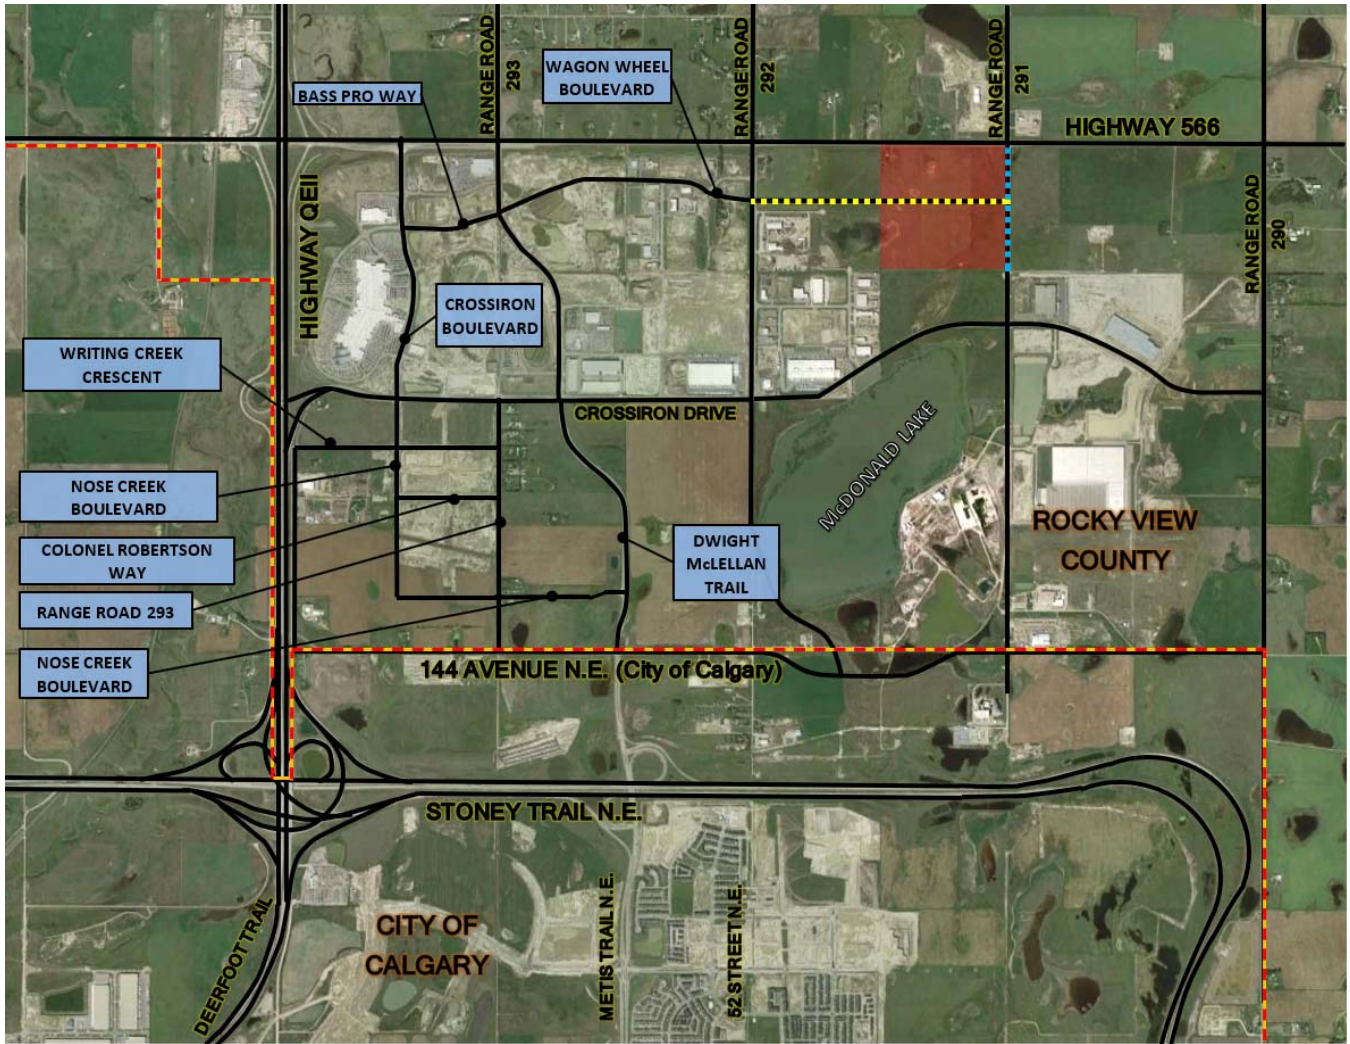 RANGE ROAD
293
RANGE ROAD
292
RANGE ROAD
291
WAGON WHEEL
BOULEVARD
BASS PRO WAY
HIGHWAY 566
HIGHWAY QEII
RANGE ROAD
290
CROSSIRON
BOULEVARD
WRITING CREEK
CRESCENT
CROSSIRON DRIVE
McDONALD LAKE
NOSE CREEK
BOULEVARD
COLONEL ROBERTSON
WAY
DWIGHT
McLELLAN
TRAIL
ROCKY VIEW
COUNTY
RANGE ROAD 293
NOSE CREEK
BOULEVARD
144 AVENUE N.E. (City of Calgary)
STONEY TRAIL N.E.
DEERFOOT TRAIL
CITY OF
CALGARY
METIS TRAIL N.E.
52 STREET N.E.